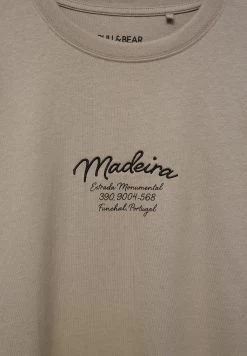 PULL&BEAR
Madeira
Estrada Monumental
390, 9004-568
Funchal, Portugal